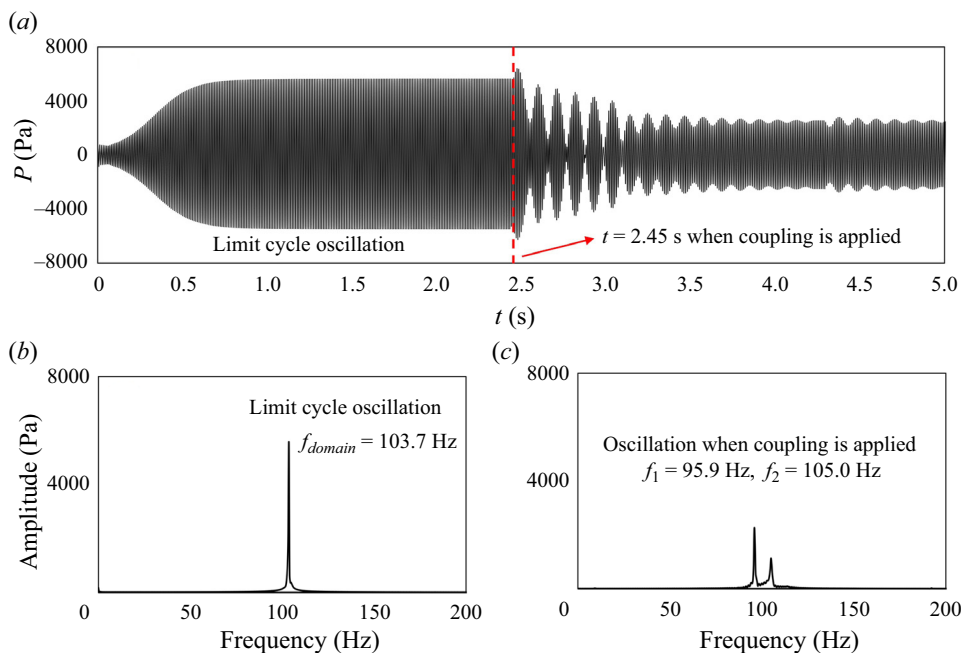 (a)
8000
4000
0
–4000
–8000
P (Pa)
Limit cycle oscillation
t = 2.45 s when coupling is applied
0 0.5 1.0 1.5 2.0 2.5 3.0 3.5 4.0 4.5 5.0
t (s)
(b)
8000
4000
Amplitude (Pa)
Limit cycle oscillation
f_domain = 103.7 Hz
0 50 100 150 200
Frequency (Hz)
(c)
8000
4000
Oscillation when coupling is applied
f_1 = 95.9 Hz, f_2 = 105.0 Hz
0 50 100 150 200
Frequency (Hz)